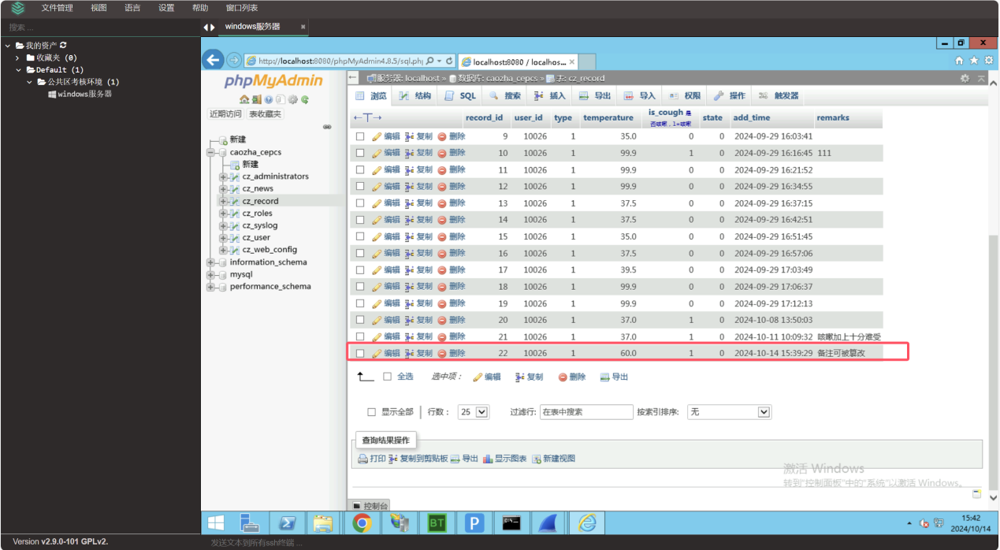 文件管理 视图 语言 设置 帮助 窗口列表
搜索 ...
windows服务器 ×
我的资产
收藏夹 (0)
Default (1)
公共区考核环境 (1)
windows服务器
http://localhost:8080/phpMyAdmin4.8.5/sql.php
localhost:8080 / localhos... ×
phpMyAdmin
近期访问 表收藏夹
新建
caozha_cepcs
新建
cz_administrators
cz_news
cz_record
cz_roles
cz_syslog
cz_user
cz_web_config
information_schema
mysql
performance_schema
服务器: localhost » 数据库: caozha_cepcs » 表: cz_record
浏览 结构 SQL 搜索 插入 导出 导入 权限 操作 触发器
←T→ record_id user_id type temperature is_cough 是否咳嗽，1=咳嗽 state add_time remarks
编辑 复制 删除 9 10026 1 35.0 0 0 2024-09-29 16:03:41
编辑 复制 删除 10 10026 1 99.9 1 0 2024-09-29 16:16:45 111
编辑 复制 删除 11 10026 1 99.9 0 0 2024-09-29 16:21:52
编辑 复制 删除 12 10026 1 99.9 0 0 2024-09-29 16:34:55
编辑 复制 删除 13 10026 1 37.5 0 0 2024-09-29 16:37:15
编辑 复制 删除 14 10026 1 37.5 0 0 2024-09-29 16:42:51
编辑 复制 删除 15 10026 1 35.0 0 0 2024-09-29 16:51:45
编辑 复制 删除 16 10026 1 37.5 0 0 2024-09-29 16:57:06
编辑 复制 删除 17 10026 1 39.5 0 0 2024-09-29 17:03:49
编辑 复制 删除 18 10026 1 99.9 0 0 2024-09-29 17:06:37
编辑 复制 删除 19 10026 1 99.9 0 0 2024-09-29 17:12:13
编辑 复制 删除 20 10026 1 37.0 1 0 2024-10-08 13:50:03
编辑 复制 删除 21 10026 1 37.0 1 0 2024-10-11 10:09:32 咳嗽加上十分难受
编辑 复制 删除 22 10026 1 60.0 1 0 2024-10-14 15:39:29 备注可被篡改
全选 选中项： 编辑 复制 删除 导出
显示全部 行数： 25 过滤行: 在表中搜索 按索引排序: 无
查询结果操作
打印 复制到剪贴板 导出 显示图表 新建视图
激活 Windows
转到“控制面板”中的“系统”以激活 Windows。
控制台
BT P
15:42
2024/10/14
Version v2.9.0-101 GPLv2.
发送文本到所有ssh终端 ...